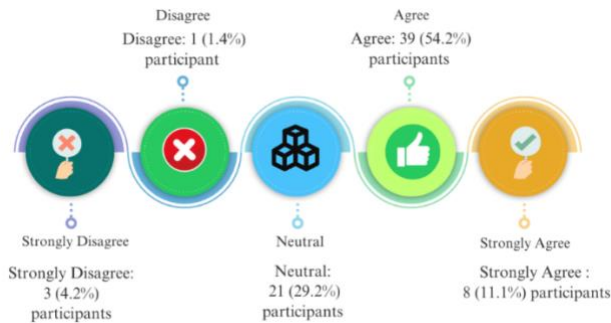 Disagree
Disagree: 1 (1.4%)
participant
Agree
Agree: 39 (54.2%)
participants
Strongly Disagree
Strongly Disagree:
3 (4.2%)
participants
Neutral
Neutral:
21 (29.2%)
participants
Strongly Agree
Strongly Agree :
8 (11.1%) participants